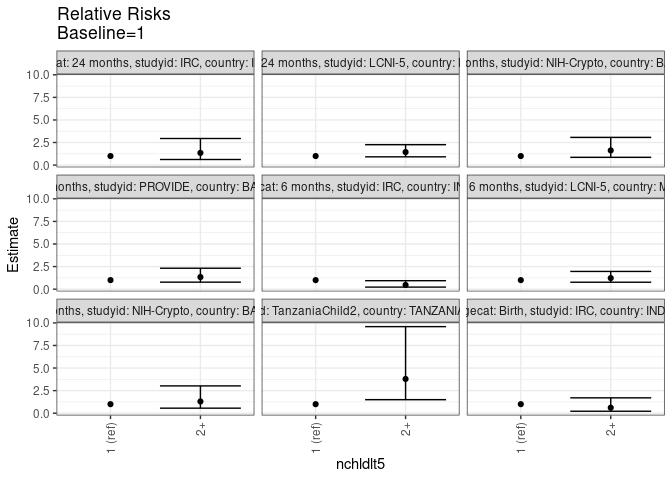 Relative Risks
Baseline=1
at: 24 months, studyid: IRC, country:
24 months, studyid: LCNI-5, country:
onths, studyid: NIH-Crypto, country: BA
10.0
7.5
5.0
2.5
0.0
onths, studyid: PROVIDE, country: BA
cat: 6 months, studyid: IRC, country: IN
6 months, studyid: LCNI-5, country: M
10.0
7.5
5.0
2.5
0.0
Estimate
nths, studyid: NIH-Crypto, country: BA
d: TanzaniaChild2, country: TANZANIA
gecat: Birth, studyid: IRC, country: IND
10.0
7.5
5.0
2.5
0.0
1 (ref)
2+
1 (ref)
2+
1 (ref)
2+
nchldlt5